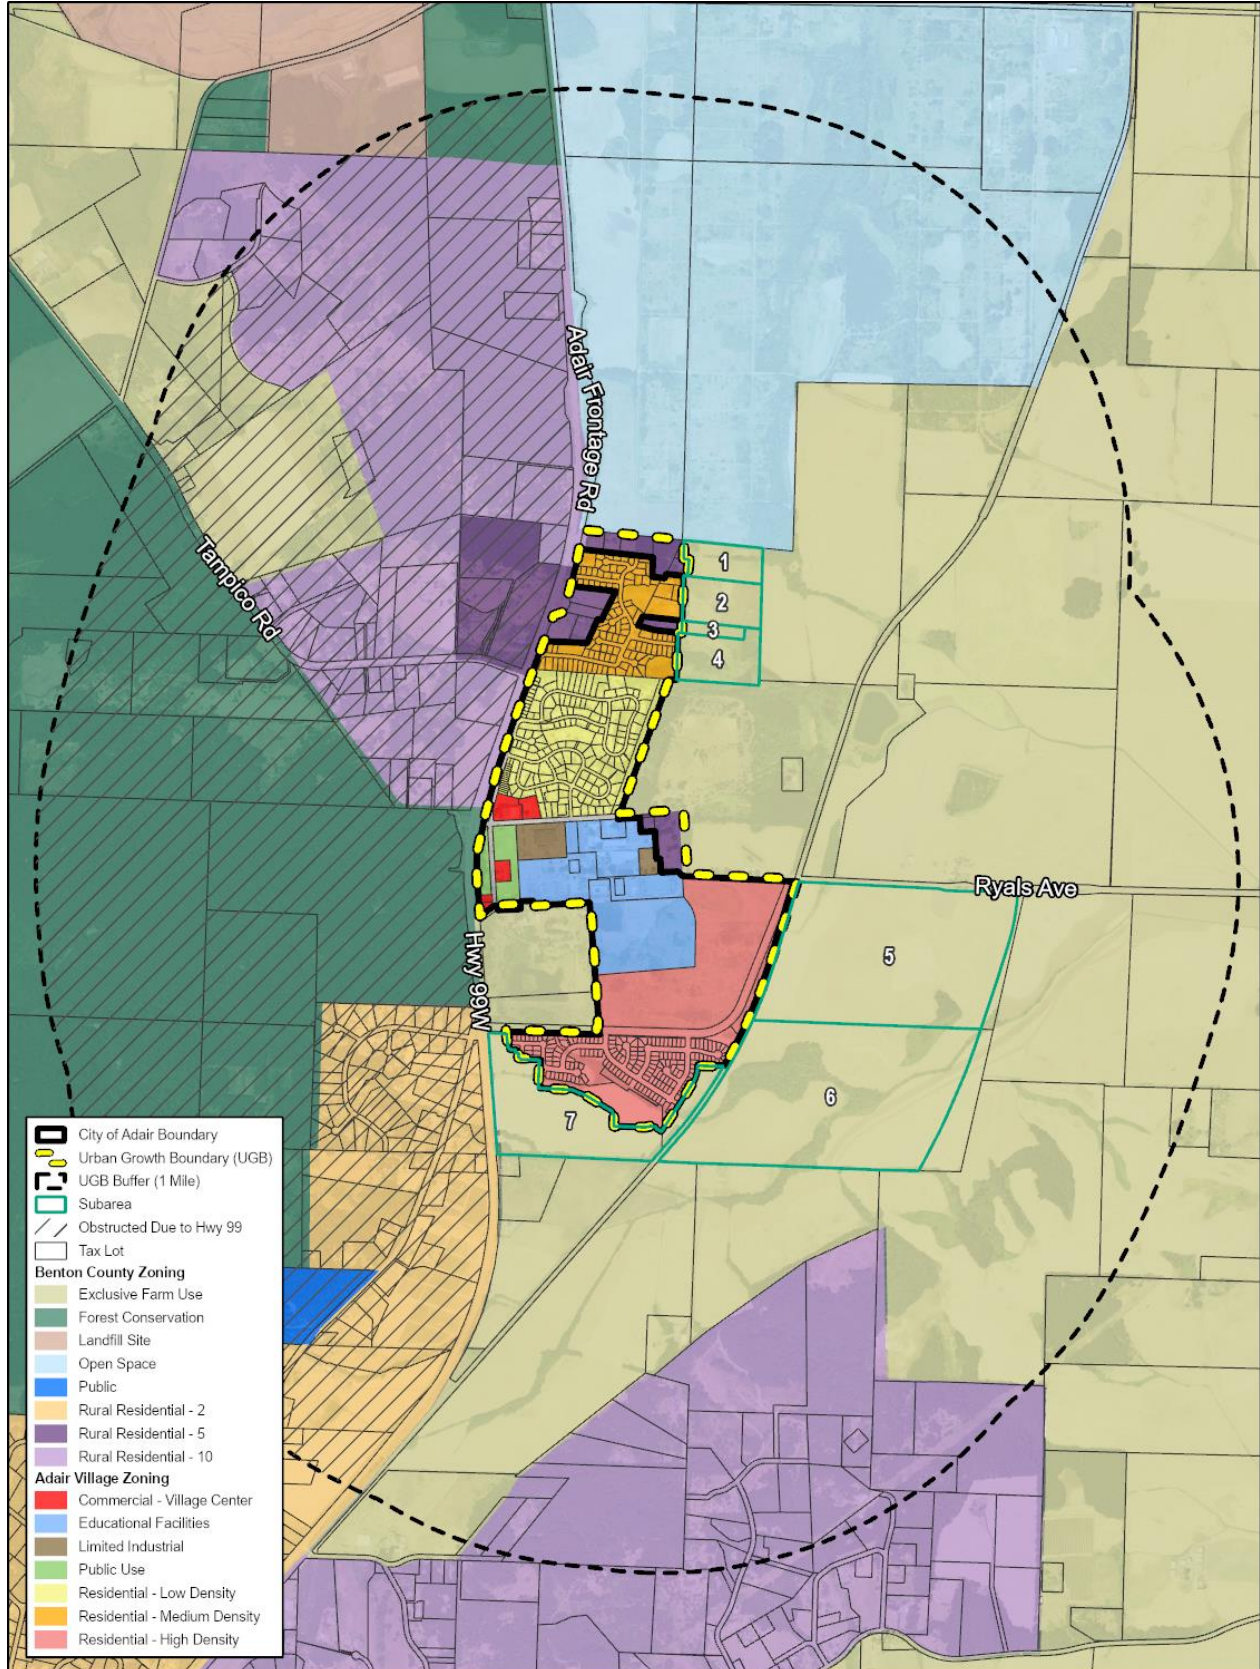 Adair Frontage Rd
Tampico Rd
1
2
3
4
Ryals Ave
5
Hwy 99W
6
7
City of Adair Boundary
Urban Growth Boundary (UGB)
UGB Buffer (1 Mile)
Subarea
Obstructed Due to Hwy 99
Tax Lot
Benton County Zoning
Exclusive Farm Use
Forest Conservation
Landfill Site
Open Space
Public
Rural Residential - 2
Rural Residential - 5
Rural Residential - 10
Adair Village Zoning
Commercial - Village Center
Educational Facilities
Limited Industrial
Public Use
Residential - Low Density
Residential - Medium Density
Residential - High Density